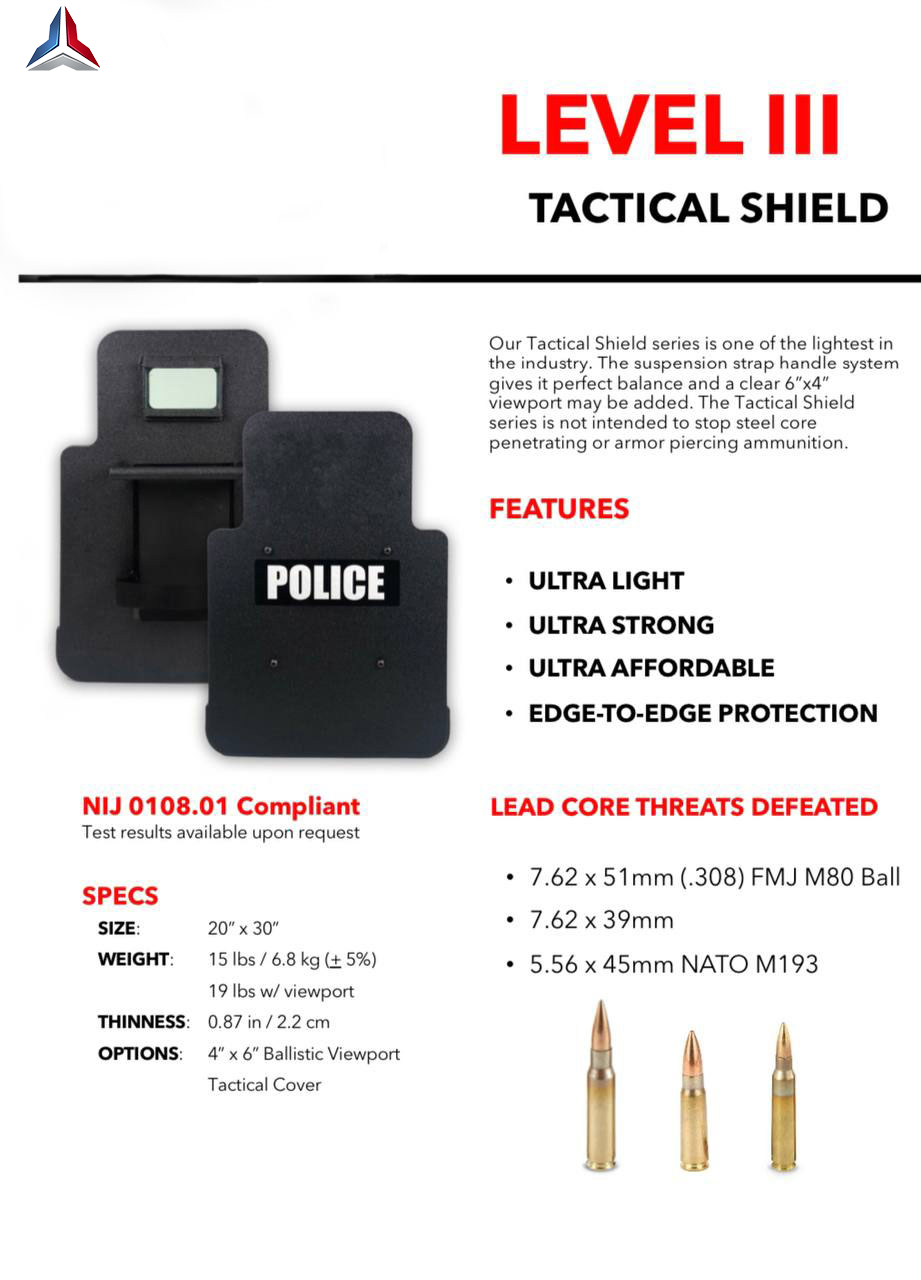 LEVEL III
TACTICAL SHIELD
Our Tactical Shield series is one of the lightest in
the industry. The suspension strap handle system
gives it perfect balance and a clear 6”x4”
viewport may be added. The Tactical Shield
series is not intended to stop steel core
penetrating or armor piercing ammunition.
FEATURES
• ULTRA LIGHT
• ULTRA STRONG
• ULTRA AFFORDABLE
• EDGE-TO-EDGE PROTECTION
POLICE
NIJ 0108.01 Compliant
Test results available upon request
SPECS
SIZE: 20” x 30”
WEIGHT: 15 lbs / 6.8 kg (± 5%)
19 lbs w/ viewport
THINNESS: 0.87 in / 2.2 cm
OPTIONS: 4” x 6” Ballistic Viewport
Tactical Cover
LEAD CORE THREATS DEFEATED
• 7.62 x 51mm (.308) FMJ M80 Ball
• 7.62 x 39mm
• 5.56 x 45mm NATO M193